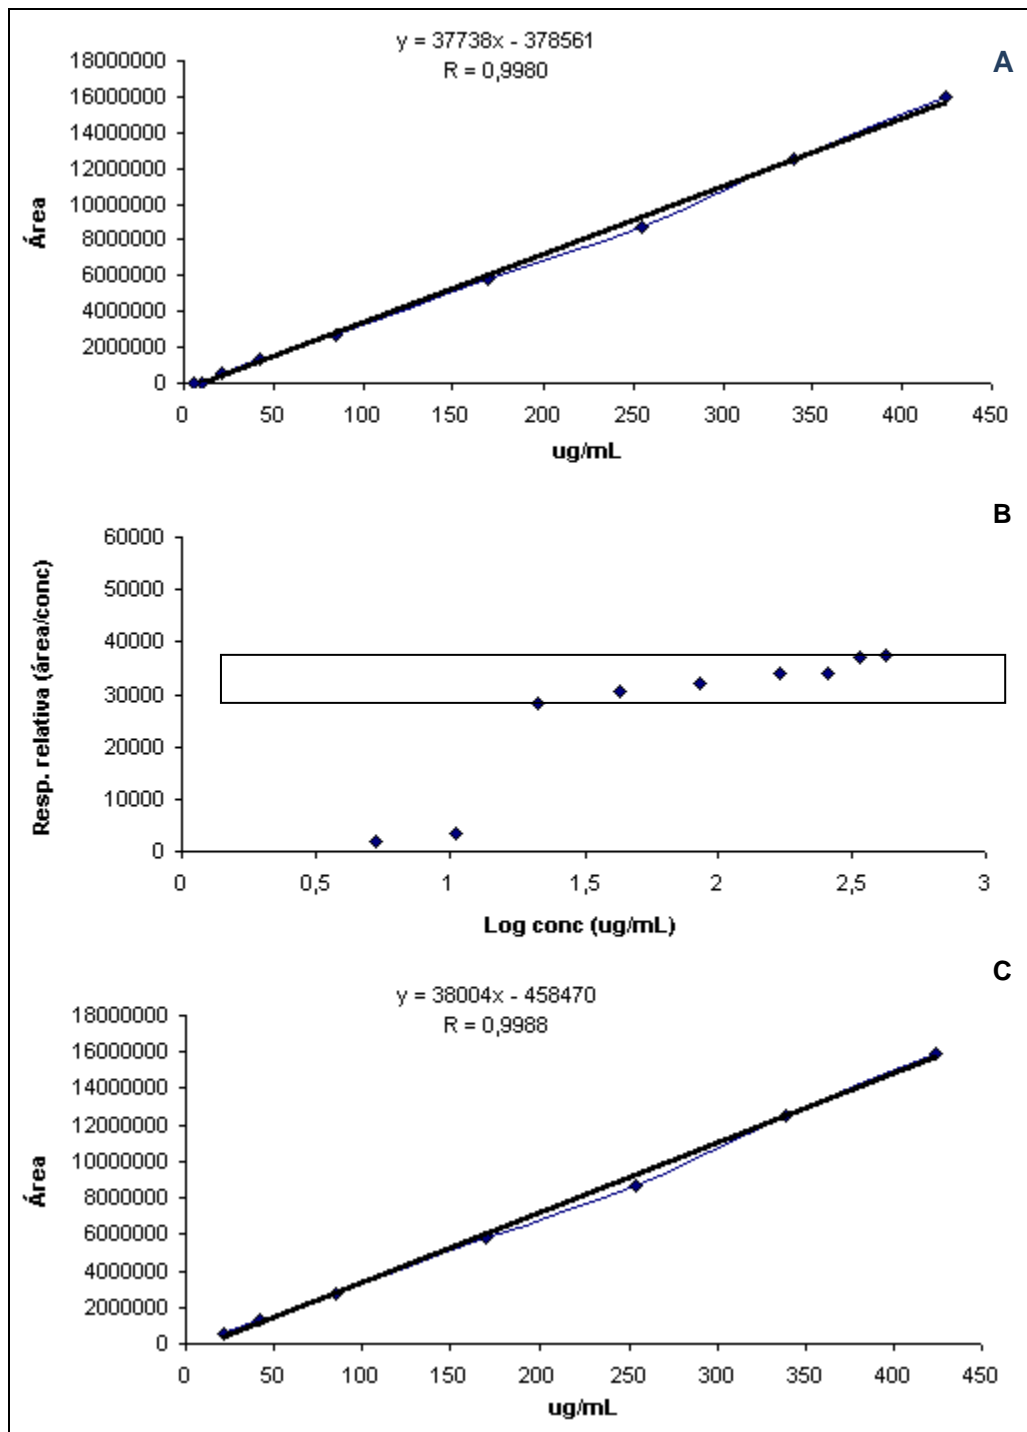 y = 37738x - 378561
R = 0,9980
A
18000000
16000000
14000000
12000000
10000000
8000000
6000000
4000000
2000000
0
Área
0 50 100 150 200 250 300 350 400 450
ug/mL
B
60000
50000
40000
30000
20000
10000
0
Resp. relativa (área/conc)
0 0,5 1 1,5 2 2,5 3
Log conc (ug/mL)
C
y = 38004x - 458470
R = 0,9988
18000000
16000000
14000000
12000000
10000000
8000000
6000000
4000000
2000000
0
Área
0 50 100 150 200 250 300 350 400 450
ug/mL